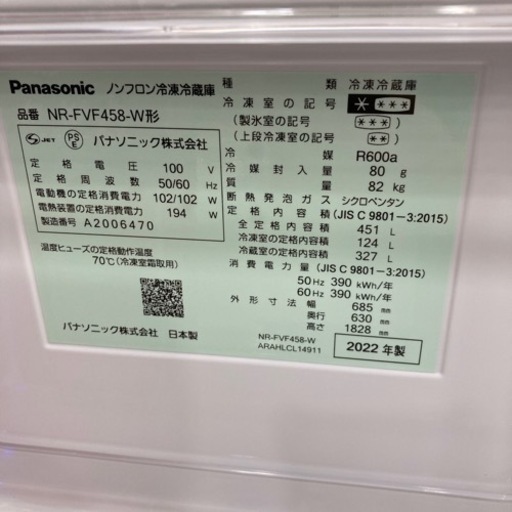 Panasonic ノンフロン冷凍冷蔵庫
品番 NR-FVF458-W形
S JET PS E パナソニック株式会社
定格電圧 100 V
定格周波数 50/60 Hz
電動機の定格消費電力 102/102 W
電熱装置の定格消費電力 194 W
製造番号 A2006470
温度ヒューズの定格動作温度
70℃(冷凍室霜取用)
パナソニック株式会社 日本製
種類 冷凍冷蔵庫
冷凍室の記号 ＊＊＊＊
(製氷室の記号) ＊＊＊
(上段冷凍室の記号) ＊＊
冷媒 R600a
冷媒封入量 80 g
質量 82 kg
断熱発泡ガス シクロペンタン
定格内容積 (JIS C 9801-3:2015)
全定格内容積 451 L
冷凍室の定格内容積 124 L
冷蔵室の定格内容積 327 L
消費電力量 (JIS C 9801-3:2015)
50Hz 390 kWh/年
60Hz 390 kWh/年
外形寸法 幅 685 mm
奥行 630 mm
高さ 1828 mm
NR-FVF458-W
ARAHLCL14911
2022年製